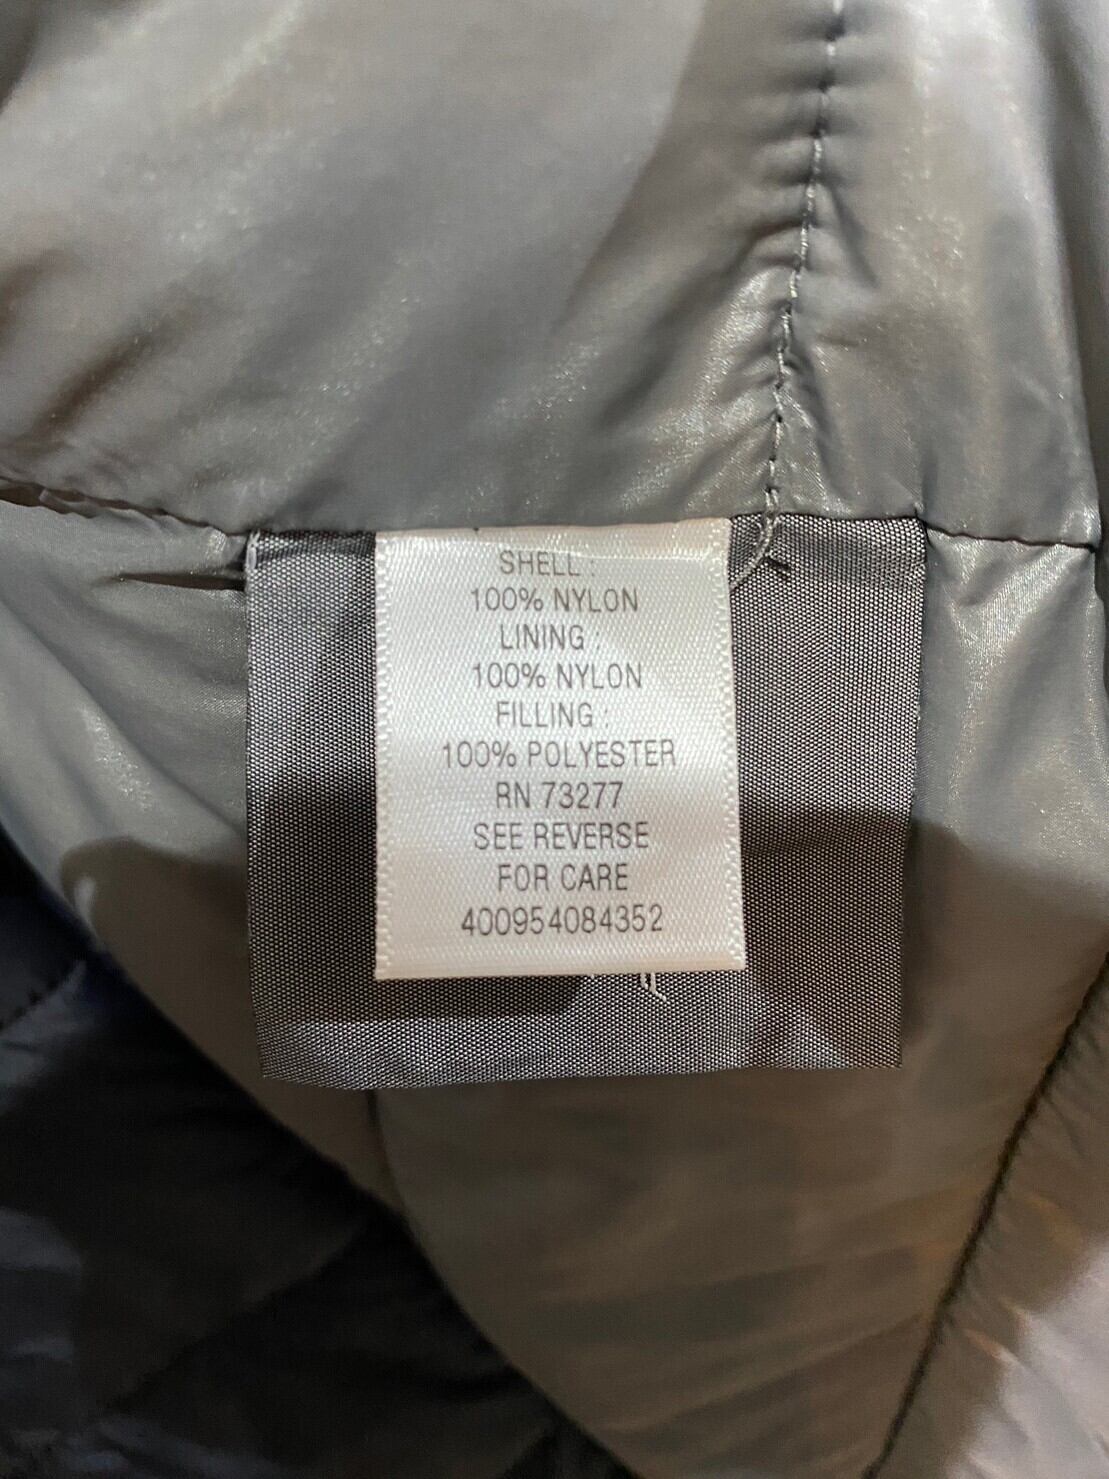 SHELL :
100% NYLON
LINING :
100% NYLON
FILLING :
100% POLYESTER
RN 73277
SEE REVERSE
FOR CARE
400954084352